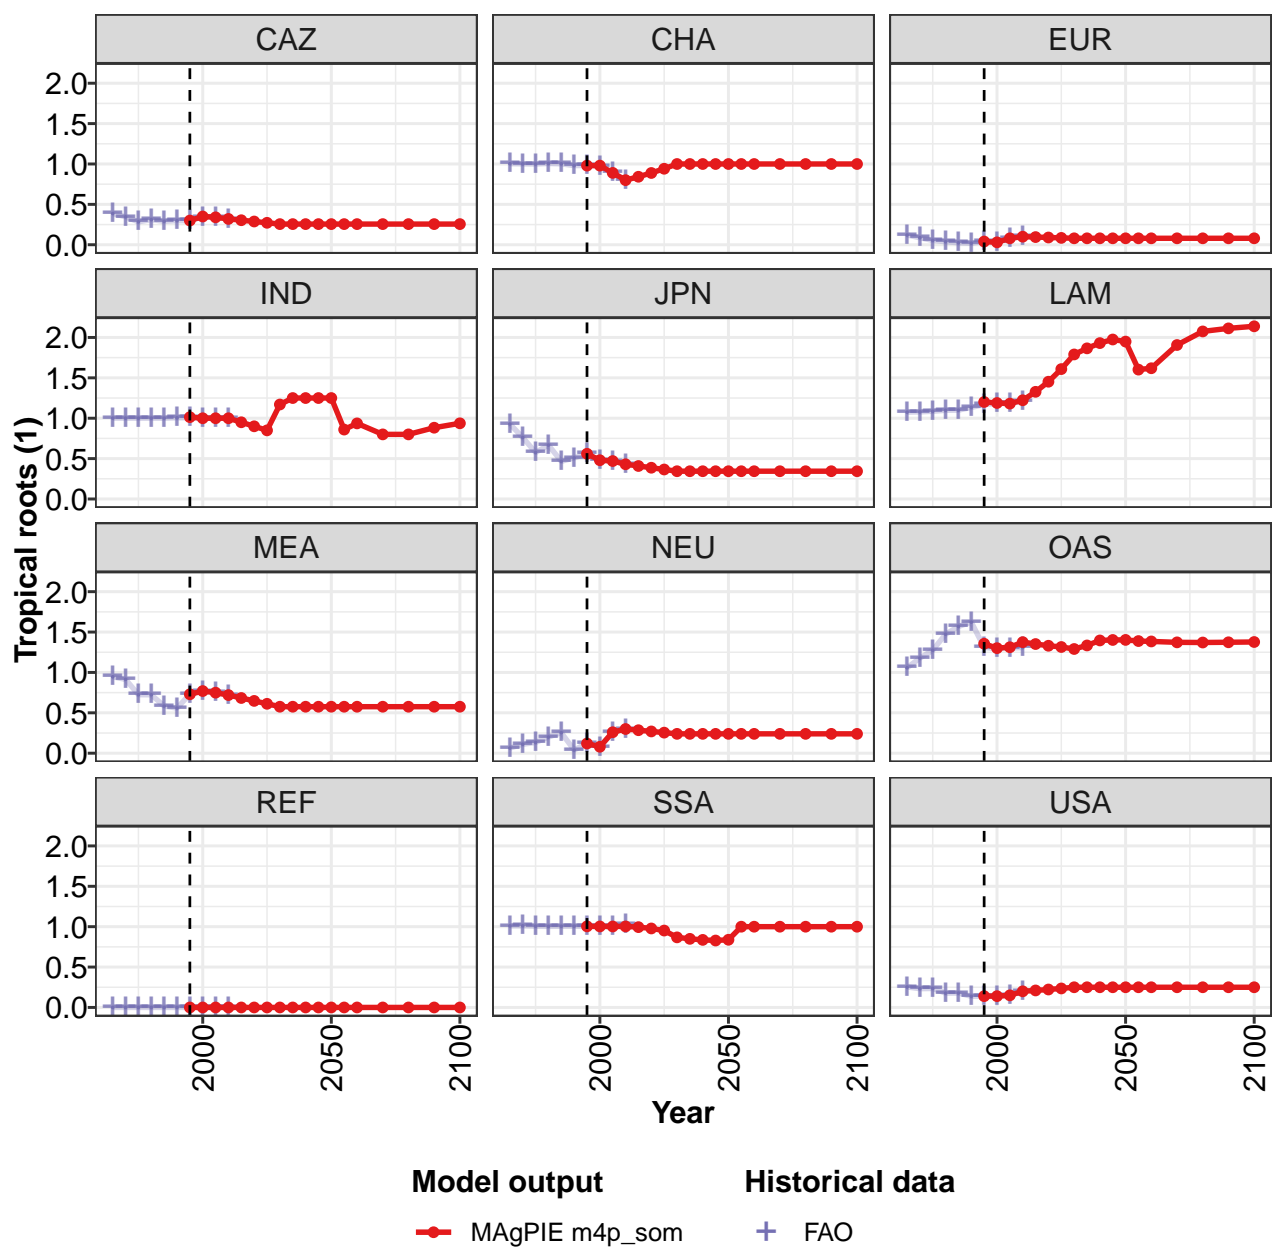 CAZ CHA EUR
2.0
1.5
1.0
0.5
0.0
IND JPN LAM
2.0
1.5
1.0
0.5
0.0
MEA NEU OAS
2.0
1.5
1.0
0.5
0.0
REF SSA USA
2.0
1.5
1.0
0.5
0.0
Tropical roots (1)
2000 2050 2100 2000 2050 2100 2000 2050 2100
Year
Model output Historical data
MAgPIE m4p_som FAO